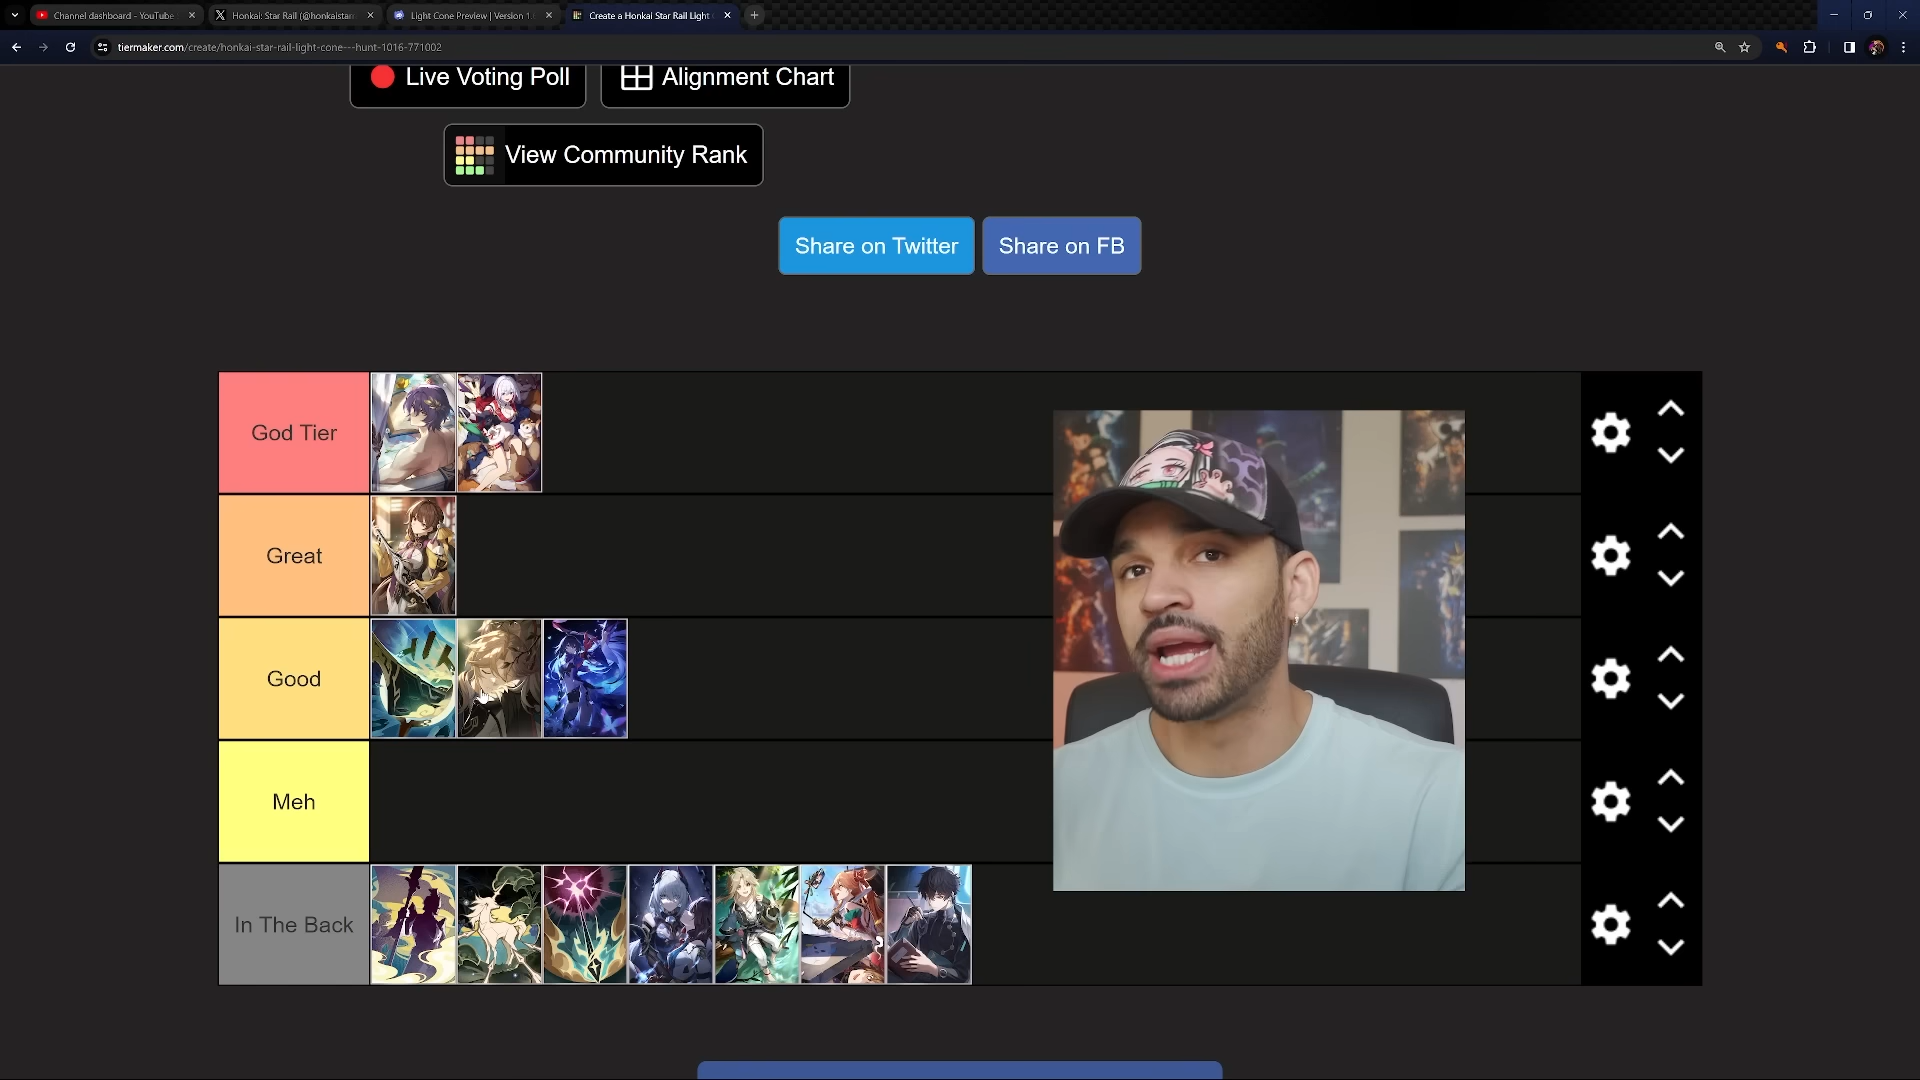 Channel dashboard - YouTube
Honkai: Star Rail (@honkaistar
Light Cone Preview | Version 1.
Create a Honkai Star Rail Light
tiermaker.com/create/honkai-star-rail-light-cone---hunt-1016-771002
Live Voting Poll
Alignment Chart
View Community Rank
Share on Twitter
Share on FB
God Tier
Great
Good
Meh
In The Back